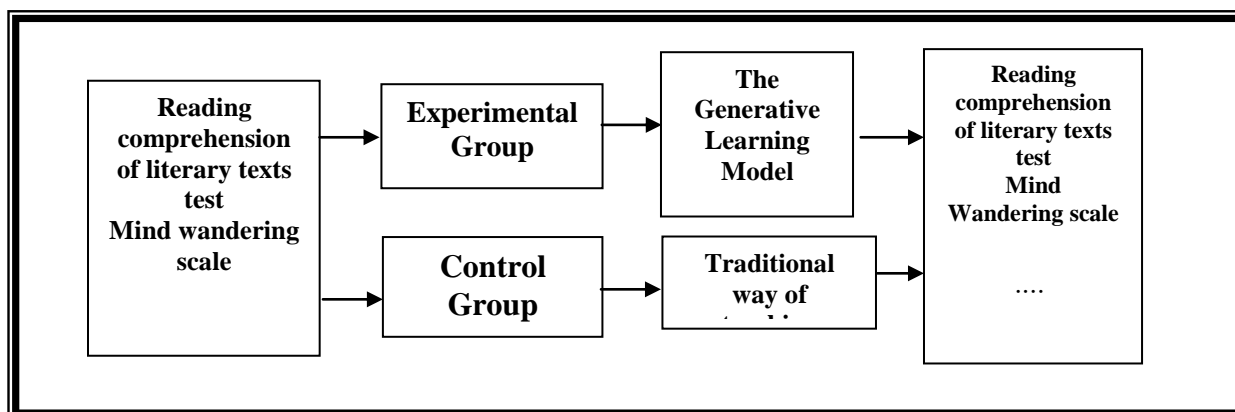 Reading
comprehension
of literary texts
test
Mind wandering
scale
Experimental
Group
The
Generative
Learning
Model
Reading
comprehension
of literary texts
test
Mind
Wandering scale
....
Control
Group
Traditional
way of